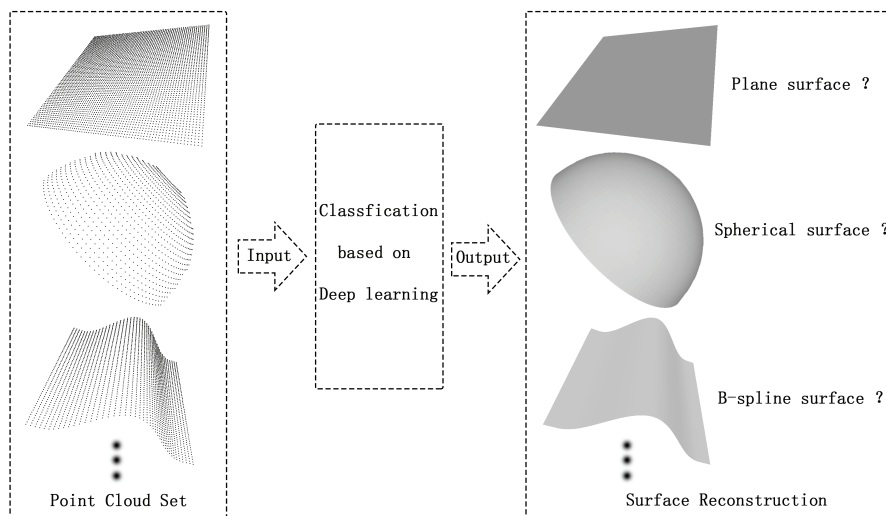 Plane surface ?
Classfication
based on
Deep learning
Input
Output
Spherical surface ?
B-spline surface ?
Point Cloud Set
Surface Reconstruction